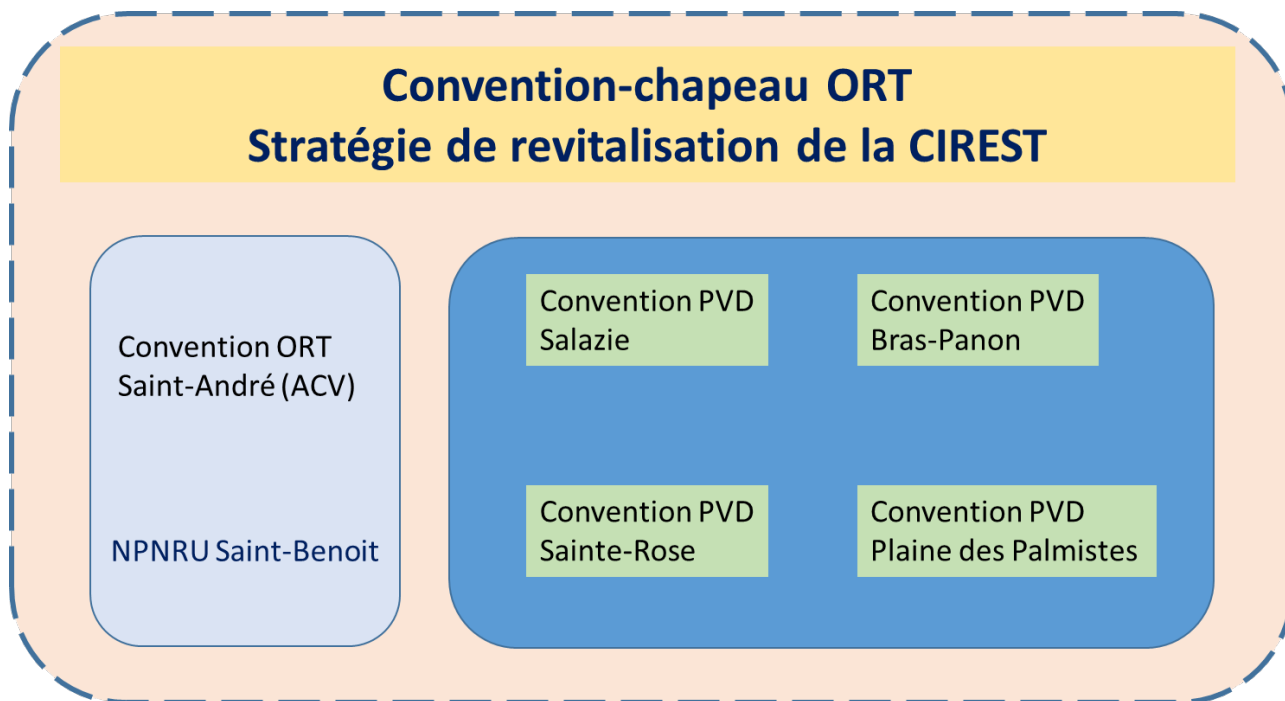 Convention-chapeau ORT
Stratégie de revitalisation de la CIREST
Convention ORT
Saint-André (ACV)
NPNRU Saint-Benoit
Convention PVD
Salazie
Convention PVD
Bras-Panon
Convention PVD
Sainte-Rose
Convention PVD
Plaine des Palmistes